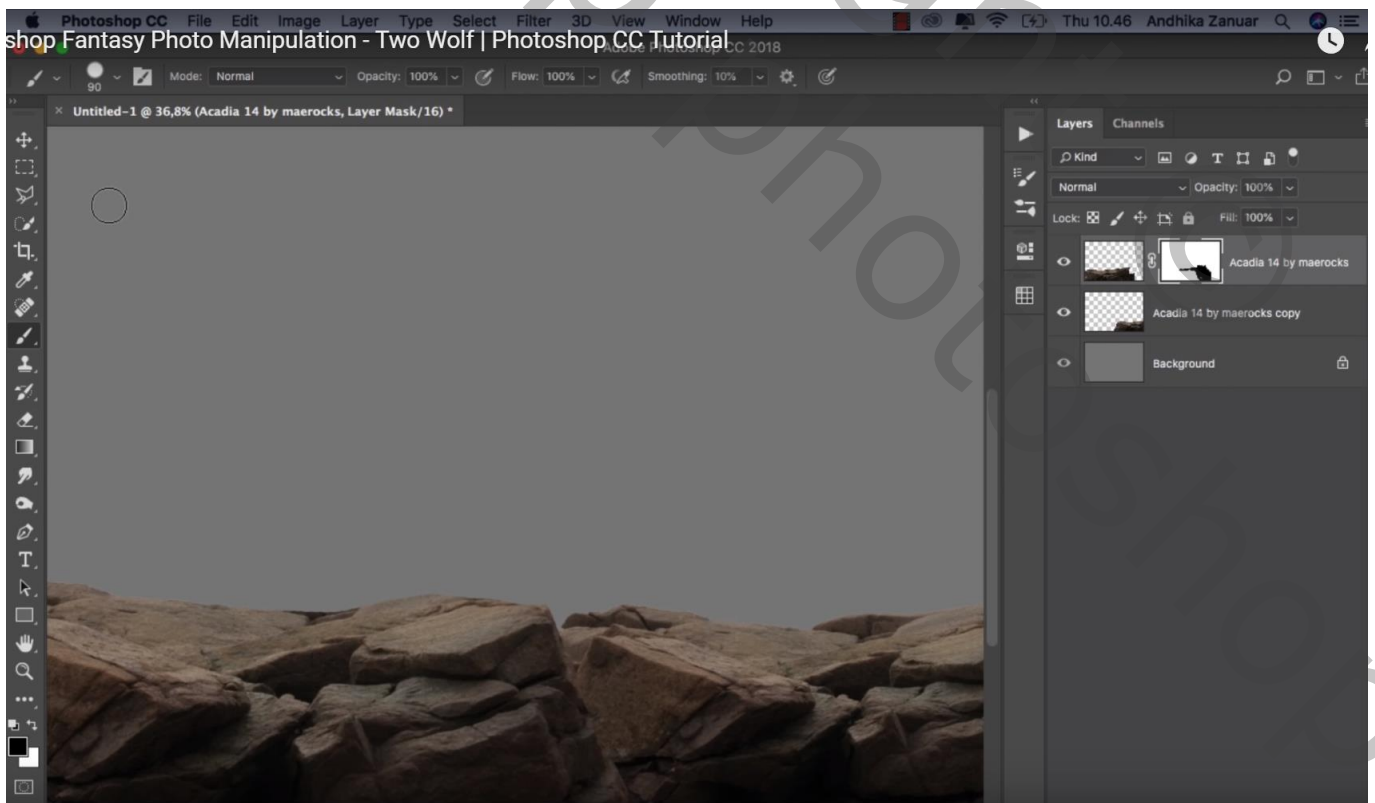 Photoshop CC File Edit Image Layer Type Select Filter 3D View Window Help Thu 10.46 Andhika Zanuar
shop Fantasy Photo Manipulation - Two Wolf | Photoshop CC Tutorial
Adobe Photoshop CC 2018
90 Mode: Normal Opacity: 100% Flow: 100% Smoothing: 10%
× Untitled-1 @ 36,8% (Acadia 14 by maerocks, Layer Mask/16) *
Layers Channels
Kind
Normal Opacity: 100%
Lock: Fill: 100%
Acadia 14 by maerocks
Acadia 14 by maerocks copy
Background